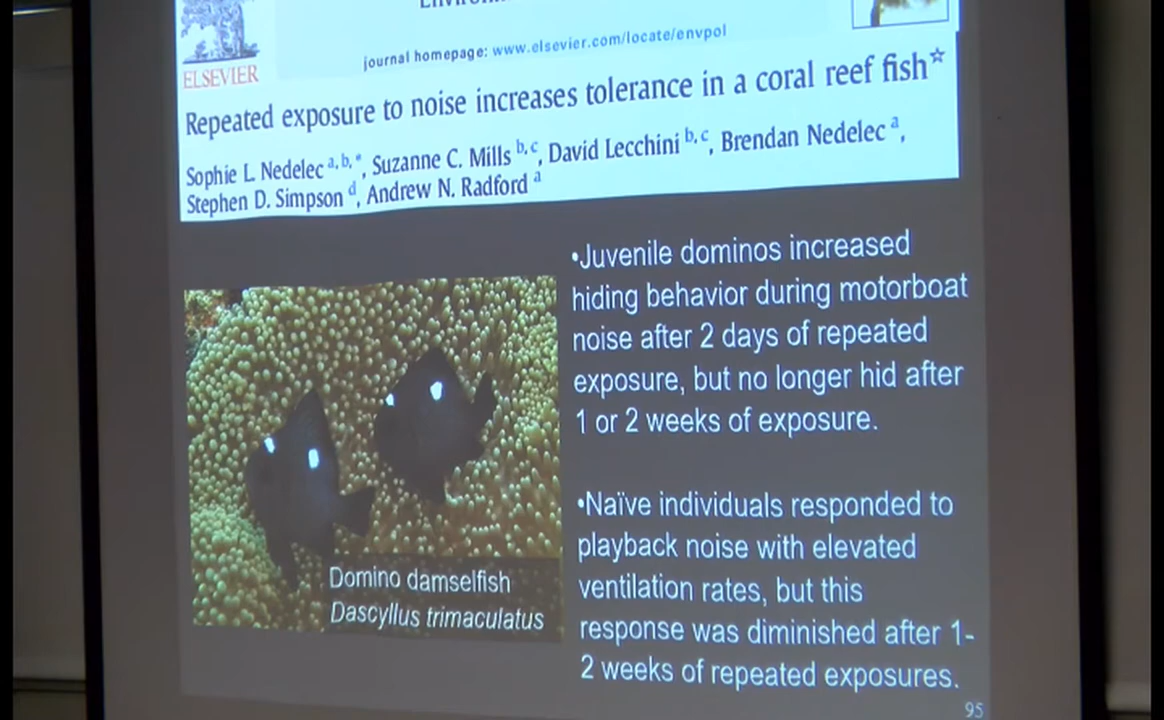 journal homepage: www.elsevier.com/locate/envpol
ELSEVIER
Repeated exposure to noise increases tolerance in a coral reef fish☆
Sophie L. Nedelec a, b, *, Suzanne C. Mills b, c, David Lecchini b, c, Brendan Nedelec a,
Stephen D. Simpson d, Andrew N. Radford a
•Juvenile dominos increased
hiding behavior during motorboat
noise after 2 days of repeated
exposure, but no longer hid after
1 or 2 weeks of exposure.
•Naïve individuals responded to
playback noise with elevated
ventilation rates, but this
response was diminished after 1-
2 weeks of repeated exposures.
Domino damselfish
Dascyllus trimaculatus
95